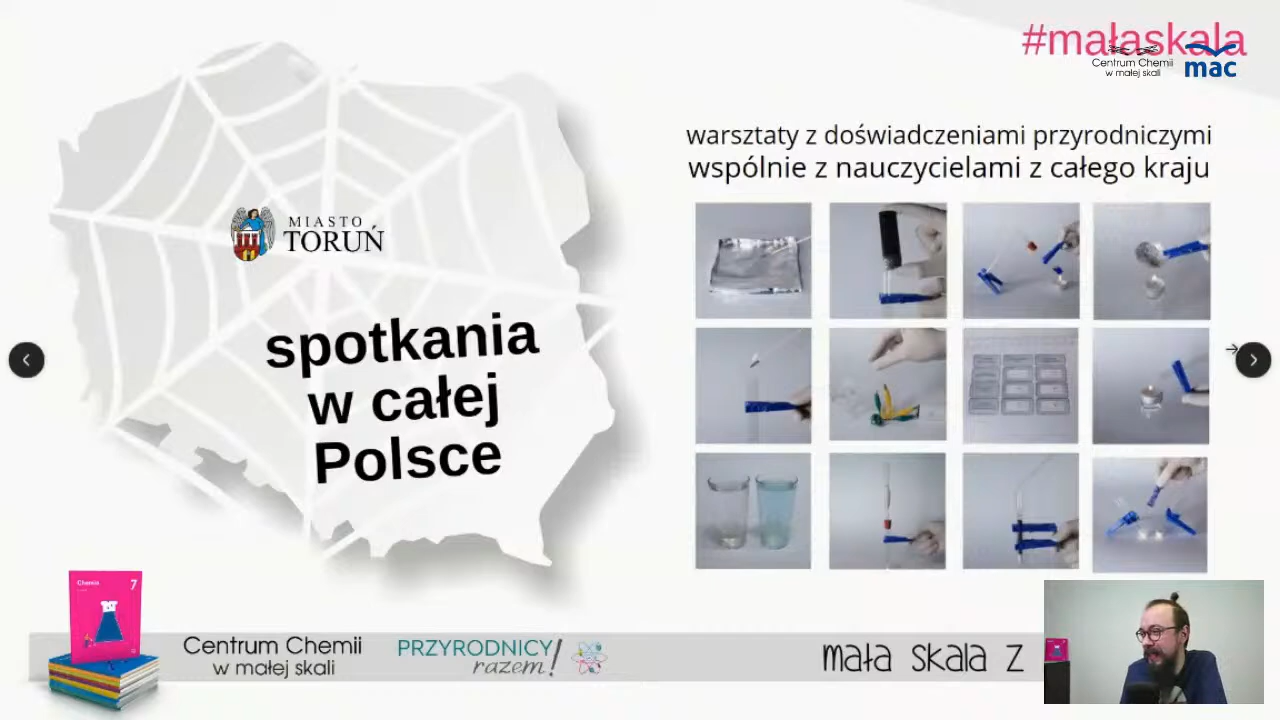 #małaskala
Centrum Chemii
w małej skali
mac
warsztaty z doświadczeniami przyrodniczymi
wspólnie z nauczycielami z całego kraju
MIASTO
TORUŃ
spotkania
w całej
Polsce
Chemia 7
Centrum Chemii
w małej skali
PRZYRODNICY
razem!
mała skala z